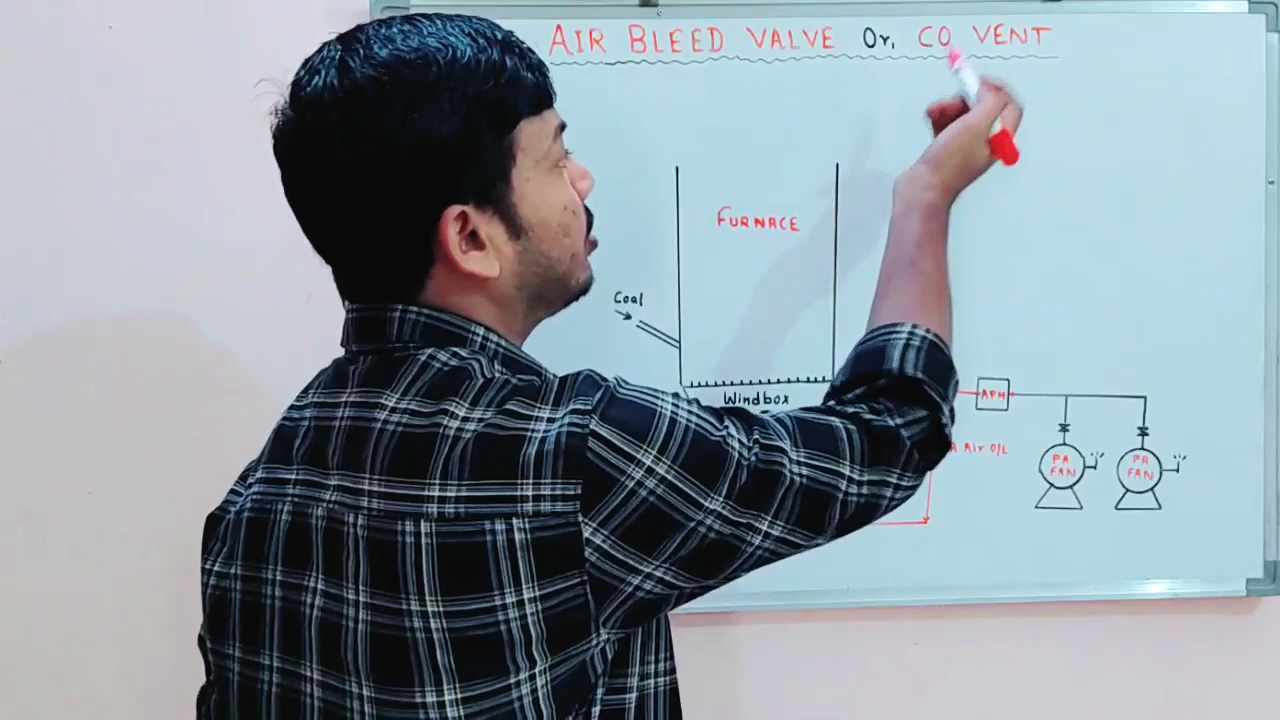 AIR BLEED VALVE Or, CO VENT
FURNACE
Coal
Windbox
APH
Air O/L
PA FAN
PA FAN